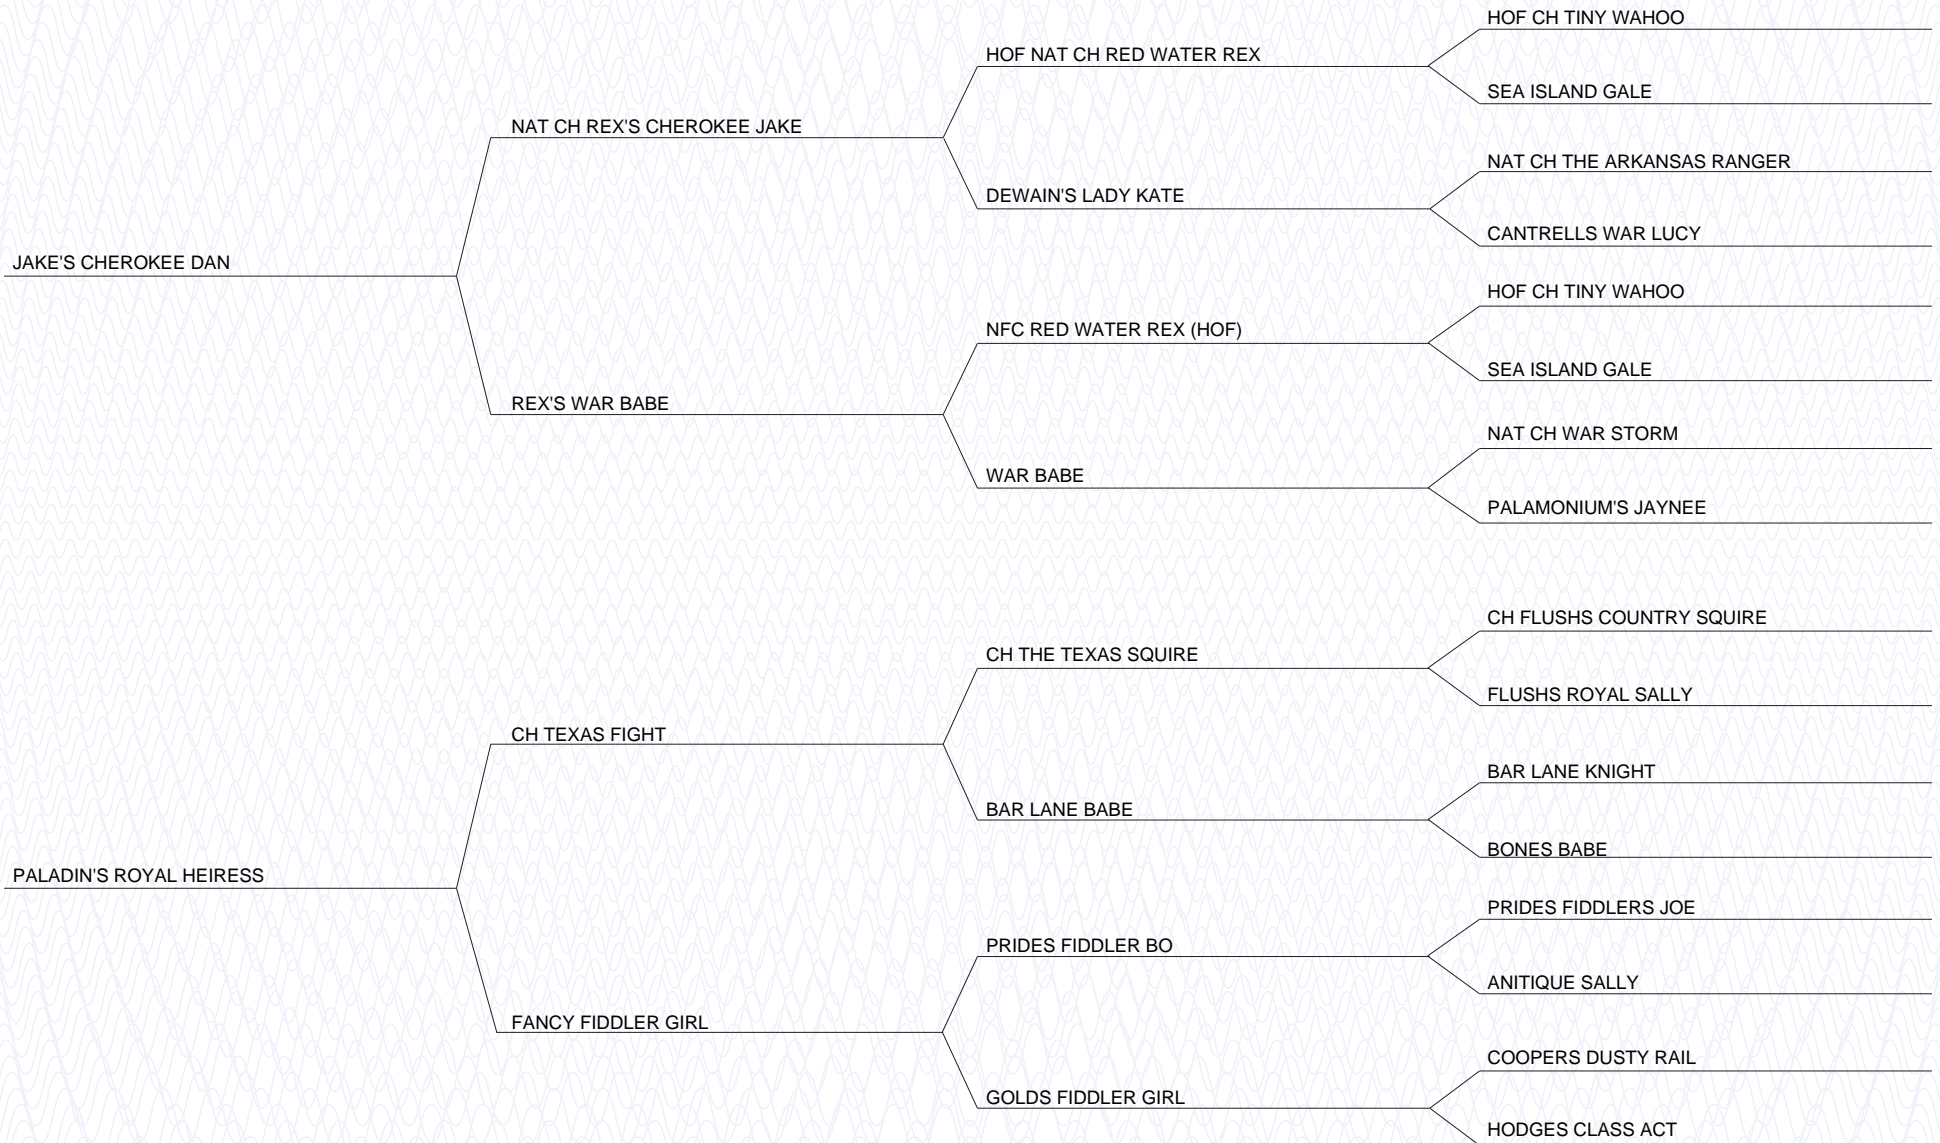 HOF CH TINY WAHOO
HOF NAT CH RED WATER REX
SEA ISLAND GALE
NAT CH REX'S CHEROKEE JAKE
NAT CH THE ARKANSAS RANGER
DEWAIN'S LADY KATE
CANTRELLS WAR LUCY
JAKE'S CHEROKEE DAN
HOF CH TINY WAHOO
NFC RED WATER REX (HOF)
SEA ISLAND GALE
REX'S WAR BABE
NAT CH WAR STORM
WAR BABE
PALAMONIUM'S JAYNEE
CH FLUSHS COUNTRY SQUIRE
CH THE TEXAS SQUIRE
FLUSHS ROYAL SALLY
CH TEXAS FIGHT
BAR LANE KNIGHT
BAR LANE BABE
BONES BABE
PALADIN'S ROYAL HEIRESS
PRIDES FIDDLERS JOE
PRIDES FIDDLER BO
ANITIQUE SALLY
FANCY FIDDLER GIRL
COOPERS DUSTY RAIL
GOLDS FIDDLER GIRL
HODGES CLASS ACT